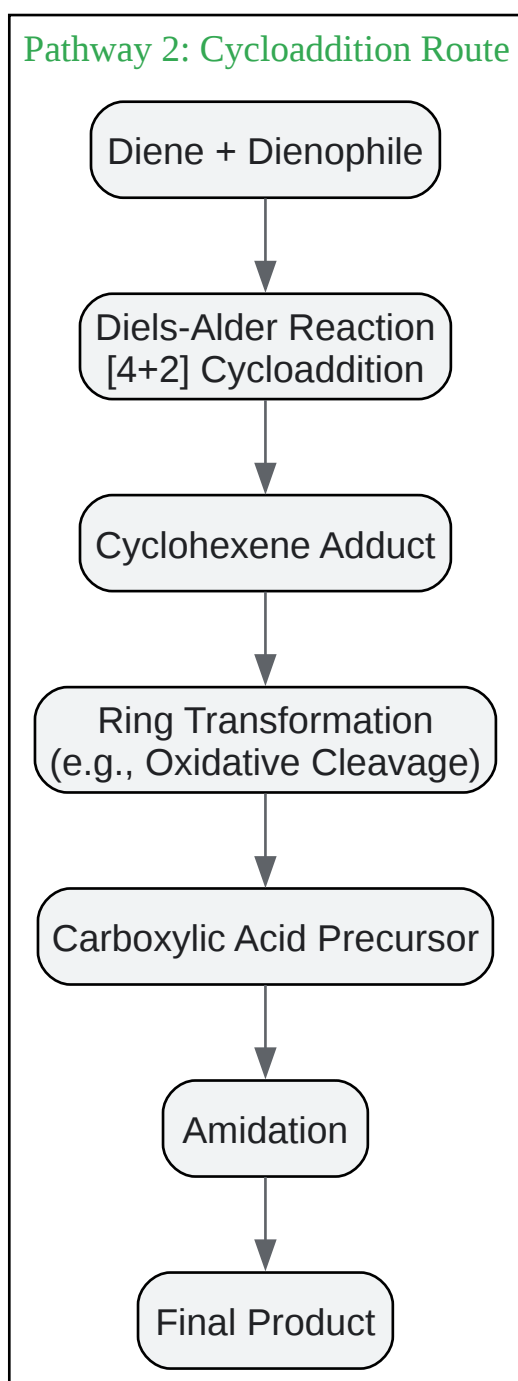 Pathway 2: Cycloaddition Route
Diene + Dienophile
Diels-Alder Reaction
[4+2] Cycloaddition
Cyclohexene Adduct
Ring Transformation
(e.g., Oxidative Cleavage)
Carboxylic Acid Precursor
Amidation
Final Product